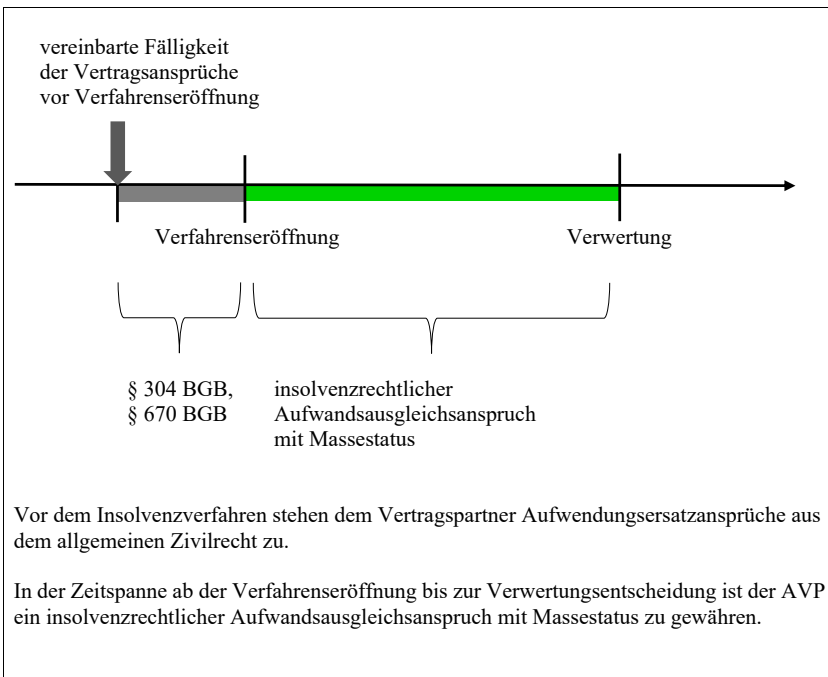 vereinbarte Fälligkeit
der Vertragsansprüche
vor Verfahrenseröffnung
Verfahrenseröffnung
Verwertung
§ 304 BGB,
§ 670 BGB
insolvenzrechtlicher
Aufwandsausgleichsanspruch
mit Massestatus
Vor dem Insolvenzverfahren stehen dem Vertragspartner Aufwendungsersatzansprüche aus
dem allgemeinen Zivilrecht zu.
In der Zeitspanne ab der Verfahrenseröffnung bis zur Verwertungsentscheidung ist der AVP
ein insolvenzrechtlicher Aufwandsausgleichsanspruch mit Massestatus zu gewähren.